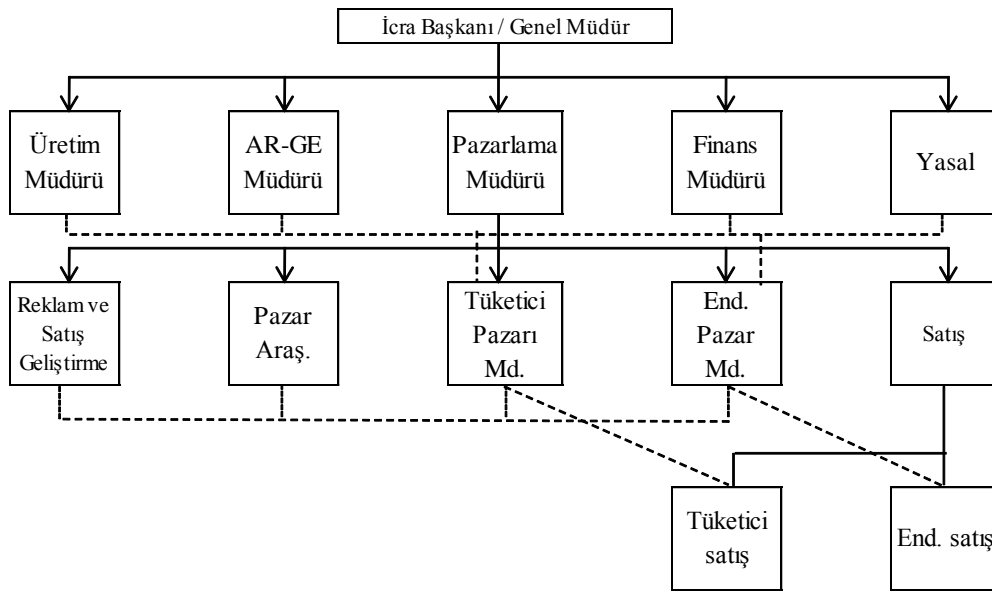 İcra Başkanı / Genel Müdür
Üretim
Müdürü
AR-GE
Müdürü
Pazarlama
Müdürü
Finans
Müdürü
Yasal
Reklam ve
Satış
Geliştirme
Pazar
Araş.
Tüketici
Pazarı
Md.
End.
Pazar
Md.
Satış
Tüketici
satış
End. satış